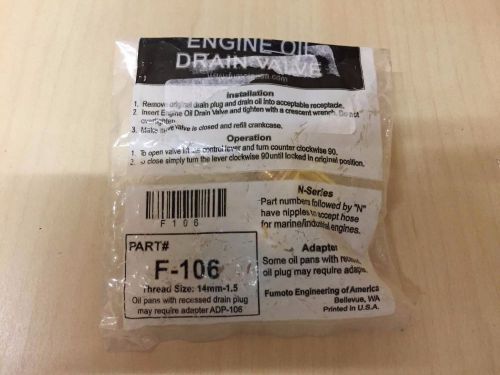 ENGINE OIL
DRAIN VALVE
Installation
1. Remove original drain plug and drain oil into acceptable receptacle.
2. Insert Engine Oil Drain Valve and tighten with a crescent wrench. Do not
overtighten.
3. Make sure valve is closed and refill crankcase.
Operation
1. To open valve lift the control lever and turn counter clockwise 90.
2. To close simply turn the lever clockwise 90 until locked in original position.
F106
PART#
F-106
Thread Size: 14mm-1.5
Oil pans with recessed drain plug
may require adapter ADP-106
N-Series
Part numbers followed by "N"
have nipples to accept hose
for marine/industrial engines.
Adapter
Some oil pans with recessed
oil plug may require adapter.
Fumoto Engineering of America
Bellevue, WA
Printed in U.S.A.